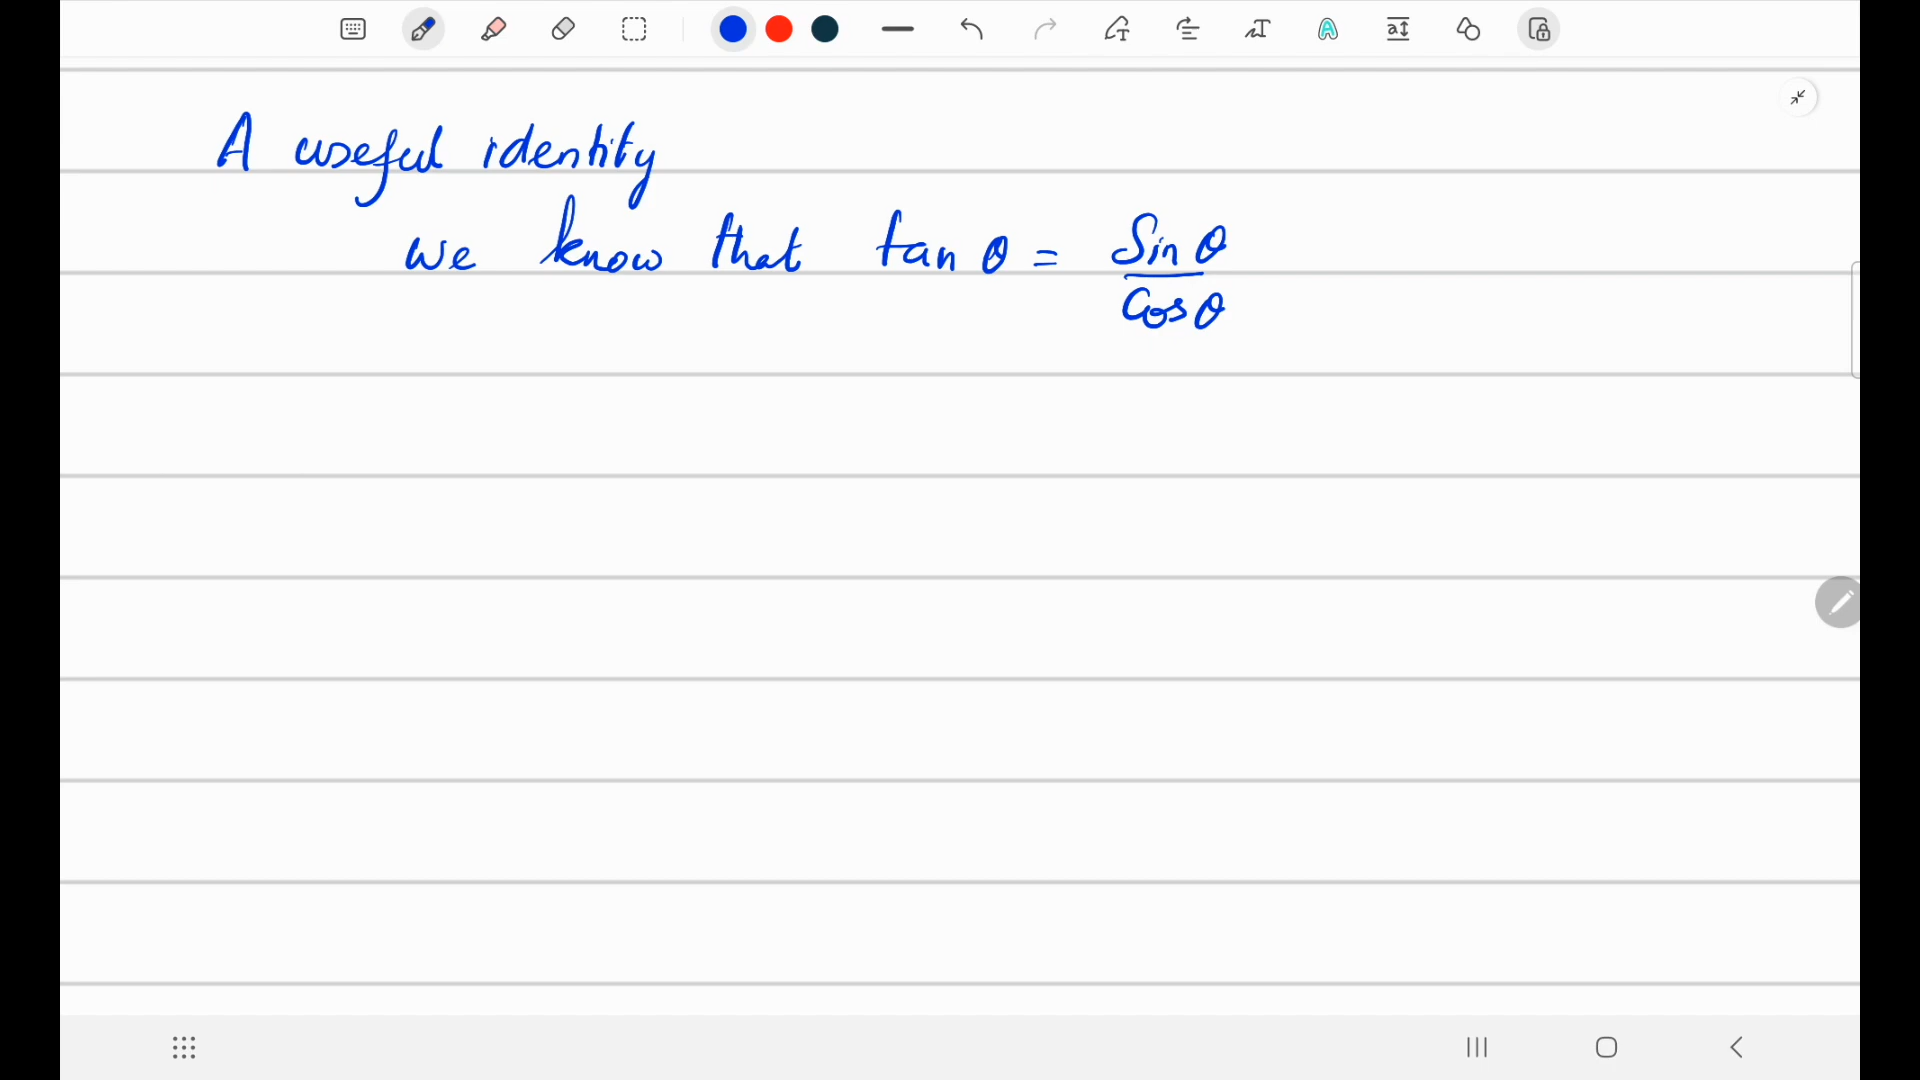 A useful identity
we know that tan θ = Sin θ / Cos θ